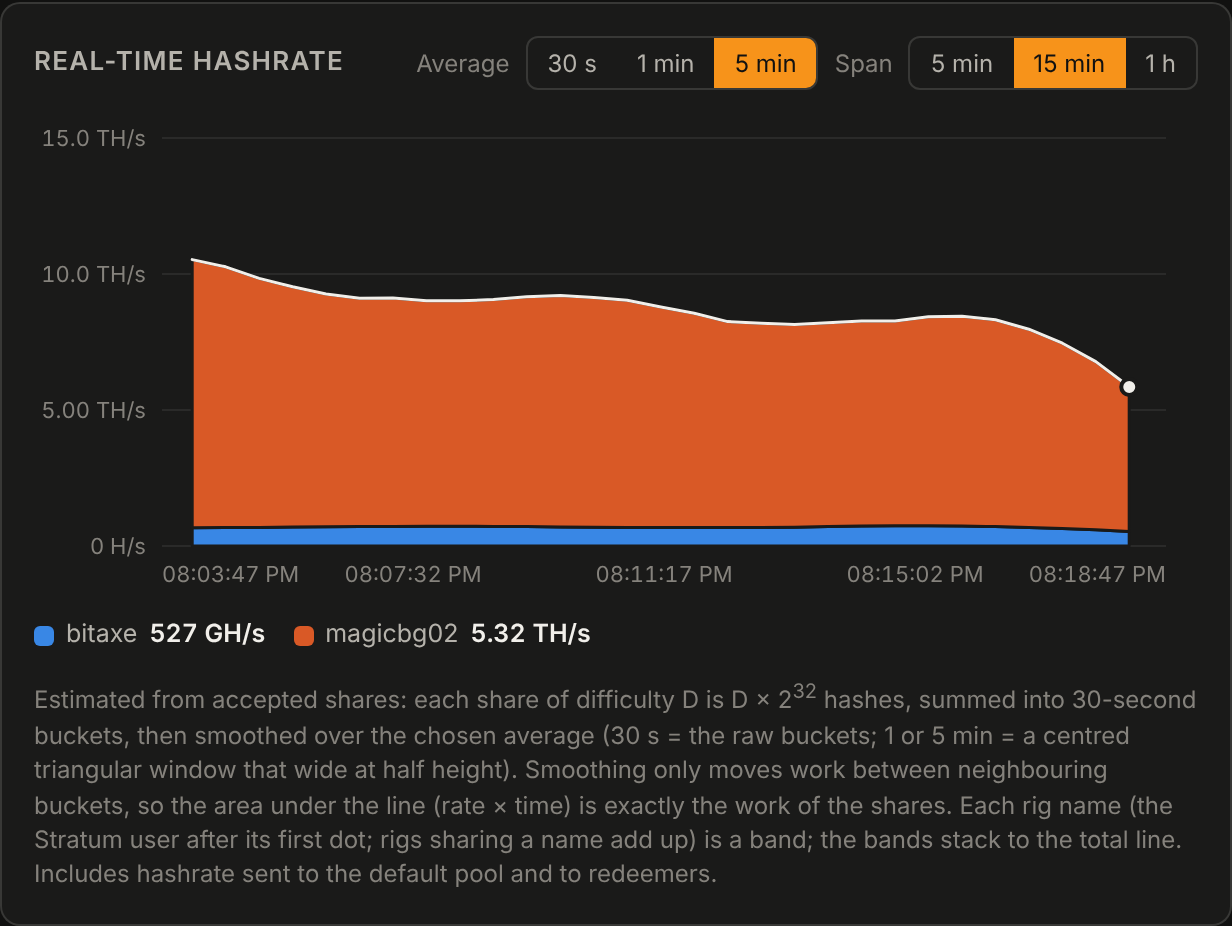 REAL-TIME HASHRATE Average 30 s 1 min 5 min Span 5 min 15 min 1 h
15.0 TH/s
10.0 TH/s
5.00 TH/s
0 H/s
08:03:47 PM 08:07:32 PM 08:11:17 PM 08:15:02 PM 08:18:47 PM
bitaxe 527 GH/s magicbg02 5.32 TH/s
Estimated from accepted shares: each share of difficulty D is D × 2³² hashes, summed into 30-second
buckets, then smoothed over the chosen average (30 s = the raw buckets; 1 or 5 min = a centred
triangular window that wide at half height). Smoothing only moves work between neighbouring
buckets, so the area under the line (rate × time) is exactly the work of the shares. Each rig name (the
Stratum user after its first dot; rigs sharing a name add up) is a band; the bands stack to the total line.
Includes hashrate sent to the default pool and to redeemers.